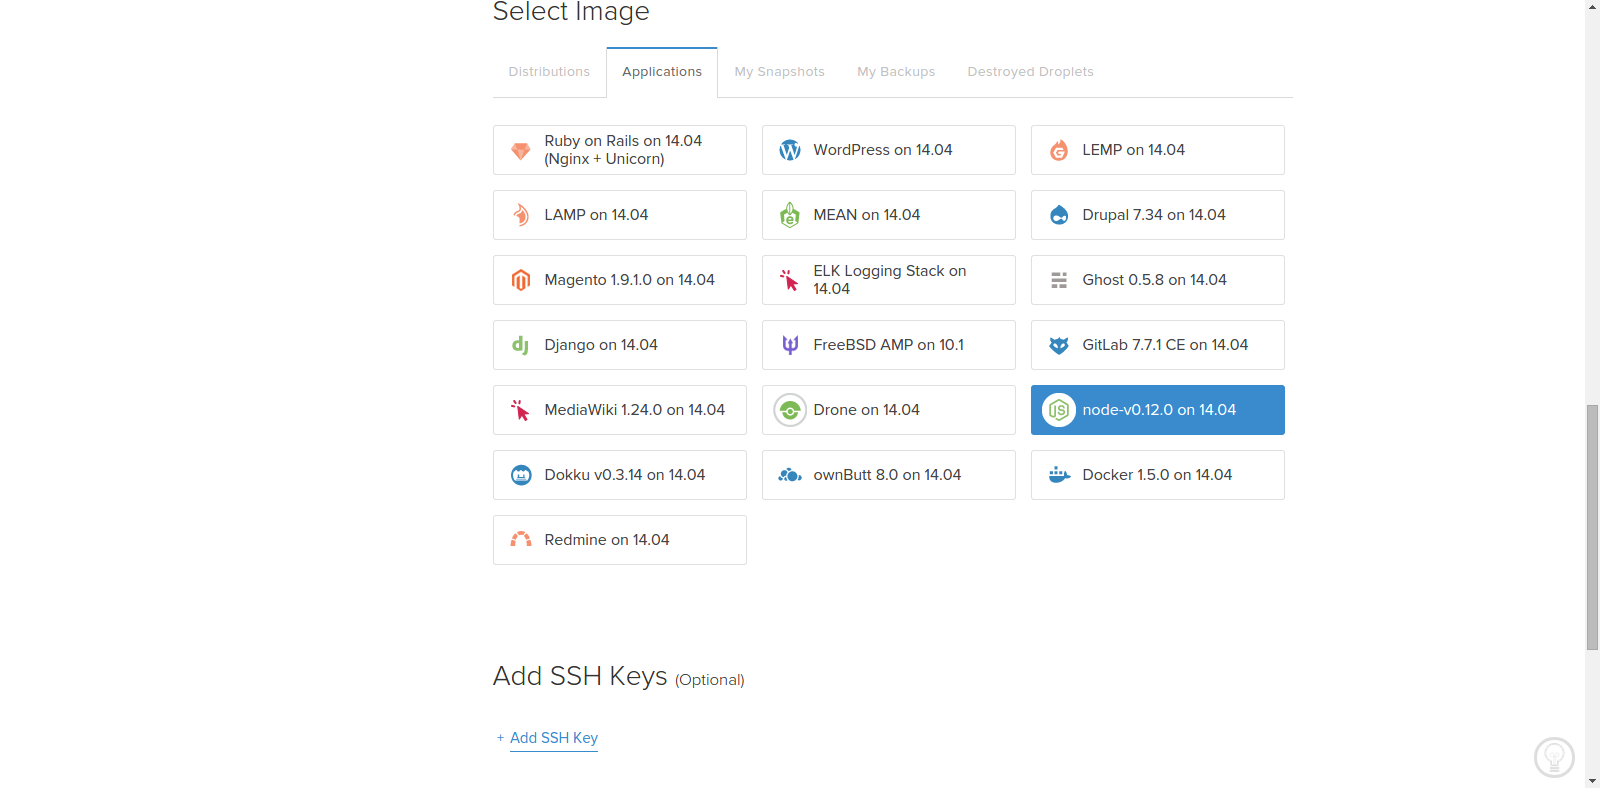 Select Image
Distributions
Applications
My Snapshots
My Backups
Destroyed Droplets
Ruby on Rails on 14.04
(Nginx + Unicorn)
WordPress on 14.04
LEMP on 14.04
LAMP on 14.04
MEAN on 14.04
Drupal 7.34 on 14.04
Magento 1.9.1.0 on 14.04
ELK Logging Stack on
14.04
Ghost 0.5.8 on 14.04
Django on 14.04
FreeBSD AMP on 10.1
GitLab 7.7.1 CE on 14.04
MediaWiki 1.24.0 on 14.04
Drone on 14.04
node-v0.12.0 on 14.04
Dokku v0.3.14 on 14.04
ownButt 8.0 on 14.04
Docker 1.5.0 on 14.04
Redmine on 14.04
Add SSH Keys (Optional)
+ Add SSH Key